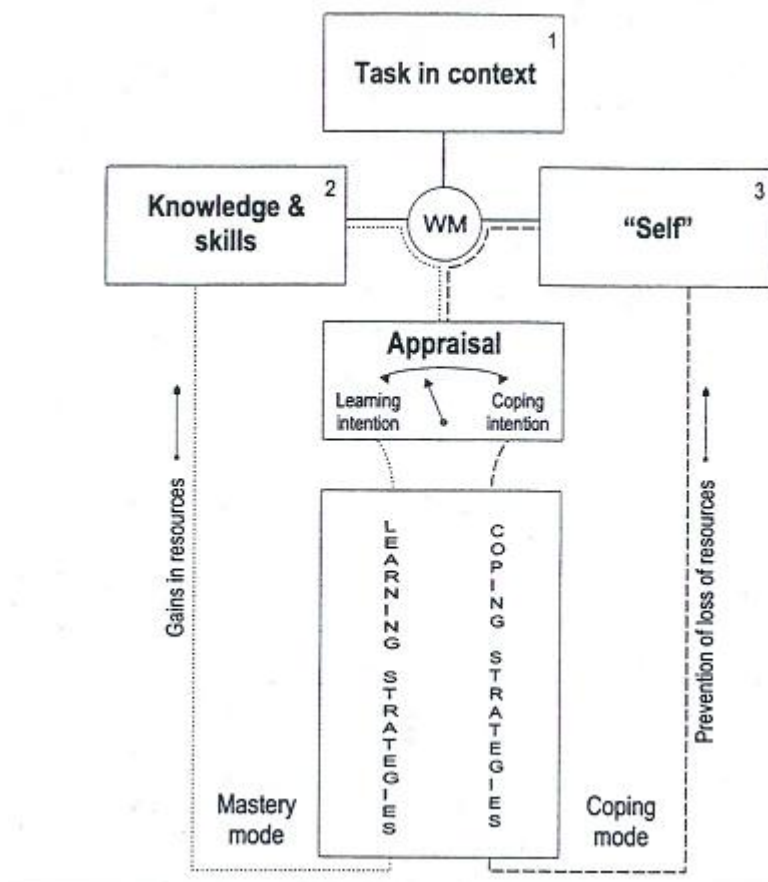 1
Task in context
2
Knowledge &
skills
WM
3
“Self”
Appraisal
Learning
intention
Coping
intention
Gains in resources
LEARNING STRATEGIES
COPING STRATEGIES
Prevention of loss of resources
Mastery
mode
Coping
mode